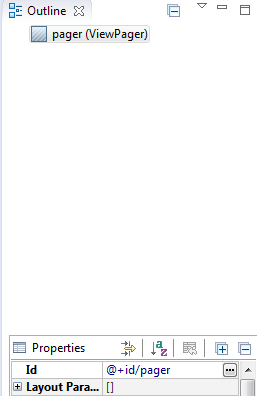 Outline
pager (ViewPager)
Properties
Id @+id/pager
Layout Para... []